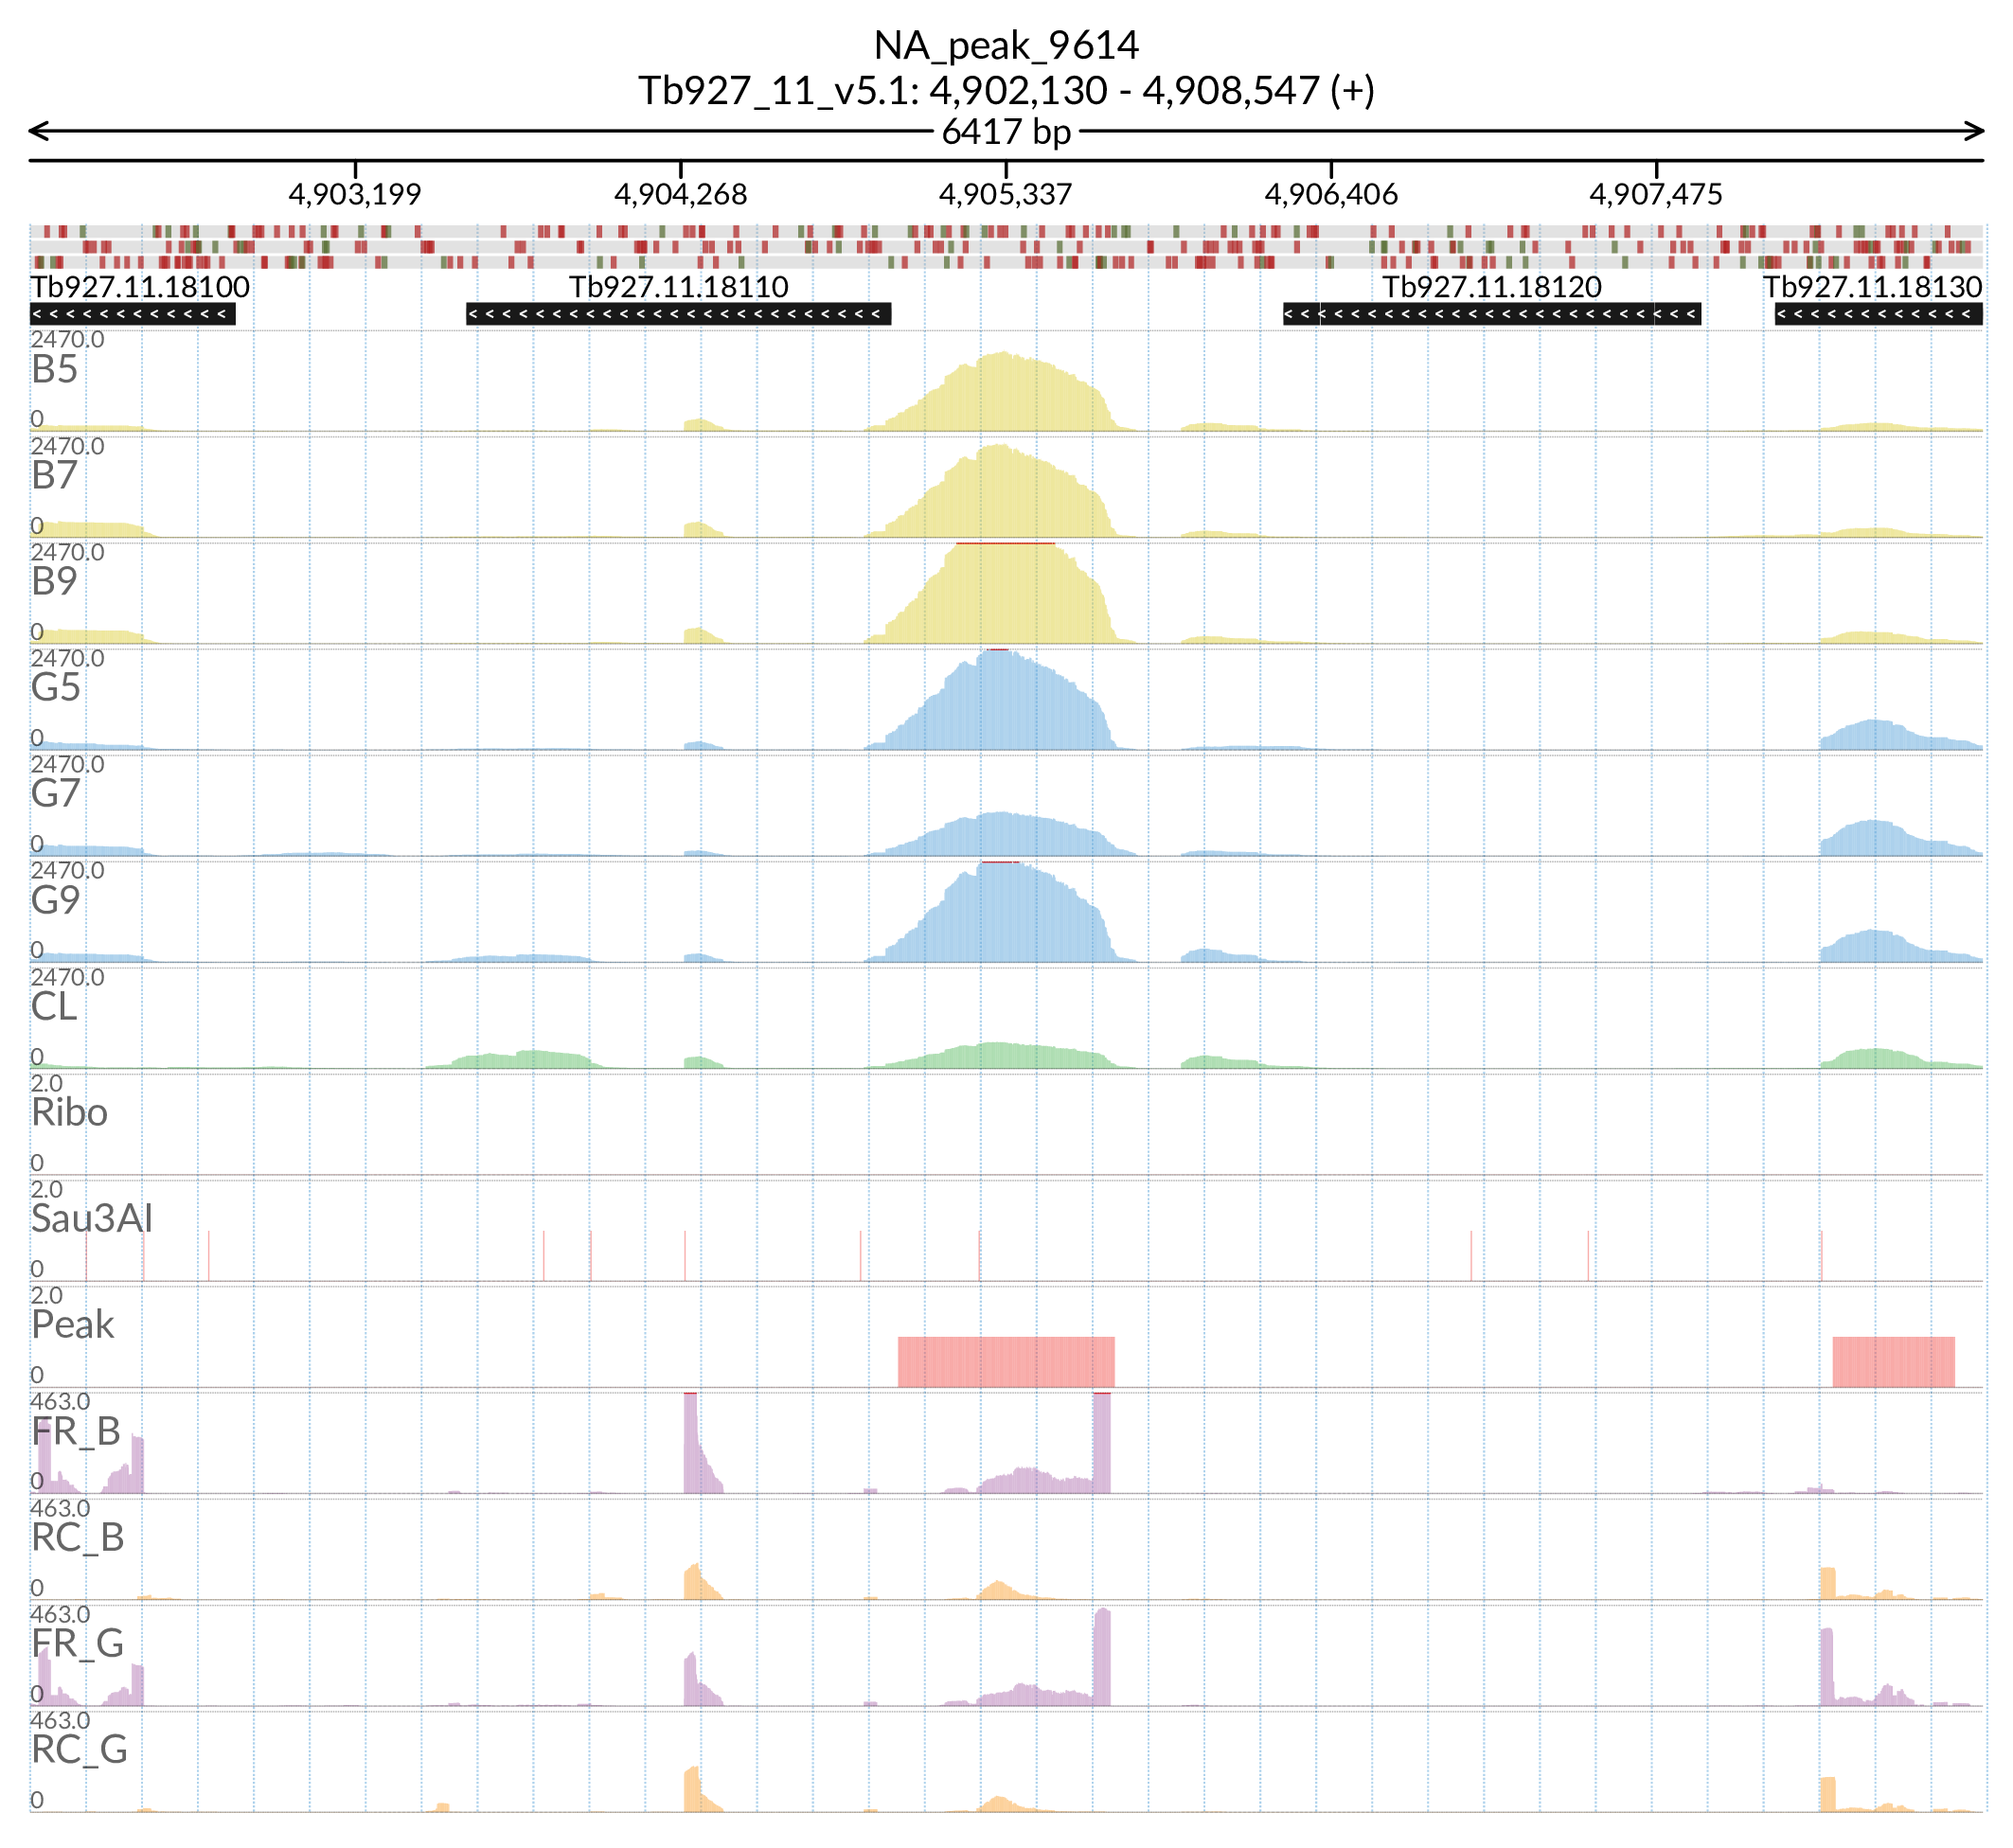 NA_peak_9614
Tb927_11_v5.1: 4,902,130 - 4,908,547 (+)
6417 bp
4,903,199 4,904,268 4,905,337 4,906,406 4,907,475
Tb927.11.18100 Tb927.11.18110 Tb927.11.18120 Tb927.11.18130
2470.0
B5
0
2470.0
B7
0
2470.0
B9
0
2470.0
G5
0
2470.0
G7
0
2470.0
G9
0
2470.0
CL
0
2.0
Ribo
0
2.0
Sau3AI
0
2.0
Peak
0
463.0
FR_B
0
463.0
RC_B
0
463.0
FR_G
0
463.0
RC_G
0